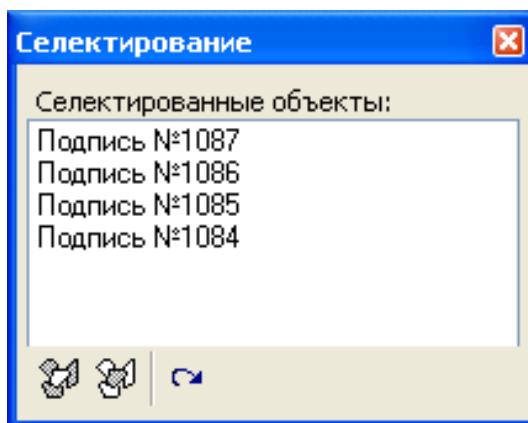 Селектирование
Селектированные объекты:
Подпись №1087
Подпись №1086
Подпись №1085
Подпись №1084